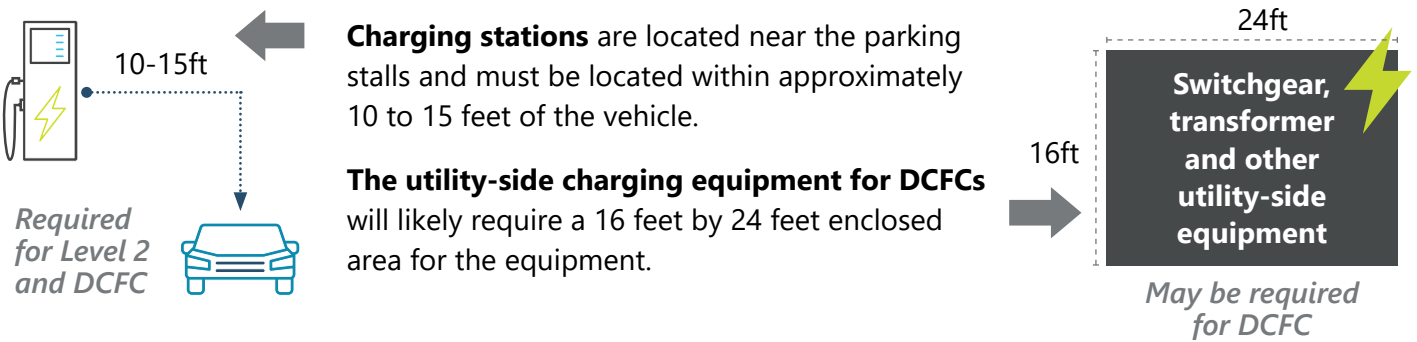 10-15ft
Required
for Level 2
and DCFC
Charging stations are located near the parking
stalls and must be located within approximately
10 to 15 feet of the vehicle.
The utility-side charging equipment for DCFCs
will likely require a 16 feet by 24 feet enclosed
area for the equipment.
24ft
16ft
Switchgear,
transformer
and other
utility-side
equipment
May be required
for DCFC